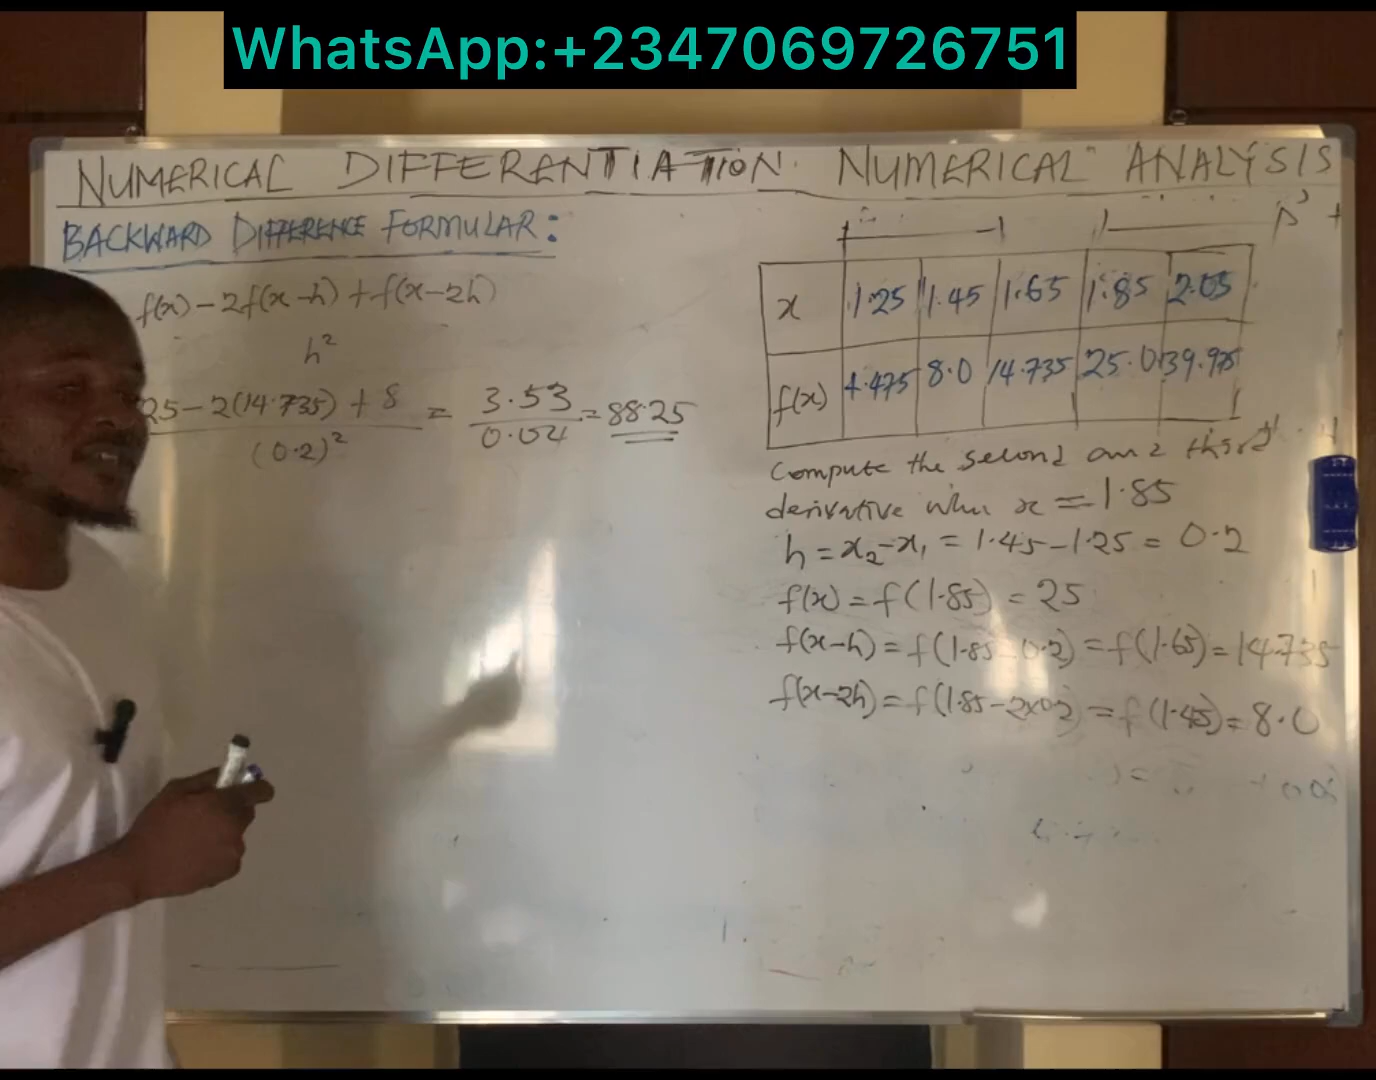 WhatsApp:+2347069726751
NUMERICAL DIFFERENTIATION. NUMERICAL ANALYSIS
BACKWARD DIFFERENCE FORMULAR:
f(x)-2f(x-h)+f(x-2h)
h²
25-2(14.735)+8 = 3.53 = 88.25
(0.2)² 0.04
x 1.25 1.45 1.65 1.85 2.05
f(x) 4.475 8.0 14.735 25.0 39.975
Compute the second and third
derivative when x = 1.85
h = x₂-x₁ = 1.45-1.25 = 0.2
f(x) = f(1.85) = 25
f(x-h) = f(1.85-0.2) = f(1.65) = 14.735
f(x-2h) = f(1.85-2x0.2 = f(1.45) = 8.0